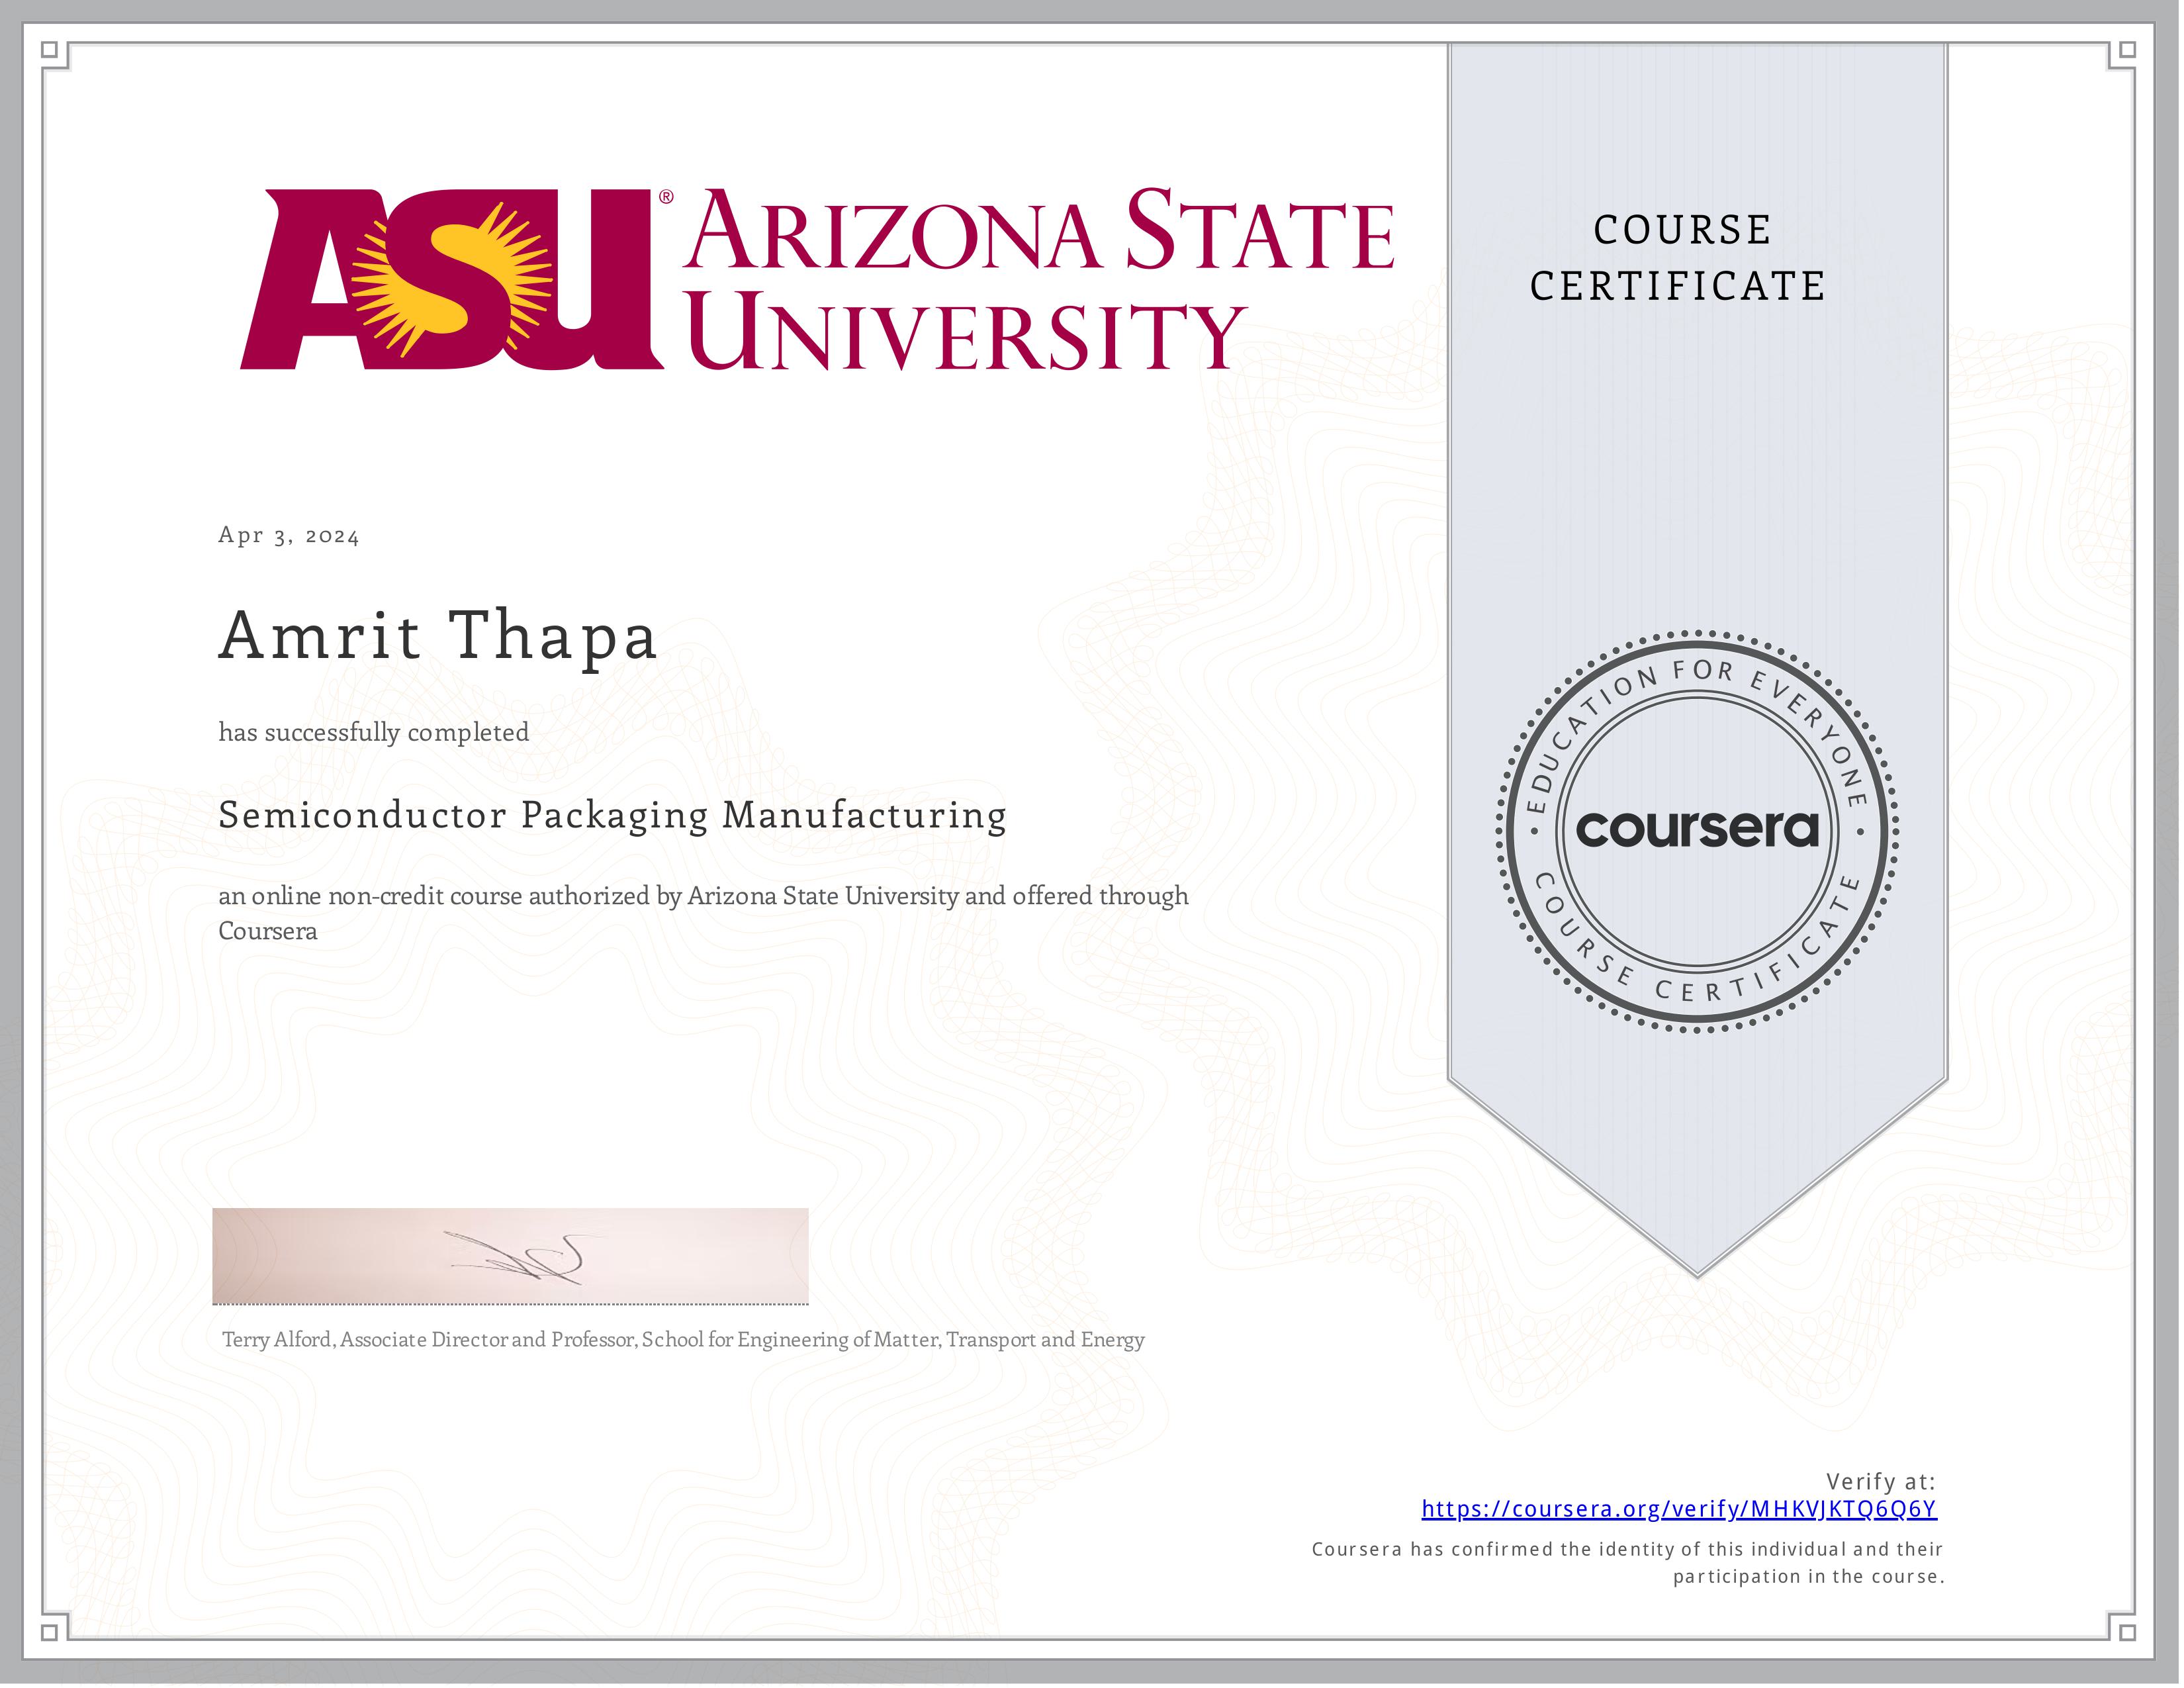 ASU® ARIZONA STATE
UNIVERSITY
COURSE
CERTIFICATE
Apr 3, 2024
Amrit Thapa
has successfully completed
Semiconductor Packaging Manufacturing
an online non-credit course authorized by Arizona State University and offered through
Coursera
EDUCATION FOR EVERYONE
coursera
COURSE CERTIFICATE
Terry Alford, Associate Director and Professor, School for Engineering of Matter, Transport and Energy
Verify at:
https://coursera.org/verify/MHKVJKTQ6Q6Y
Coursera has confirmed the identity of this individual and their
participation in the course.